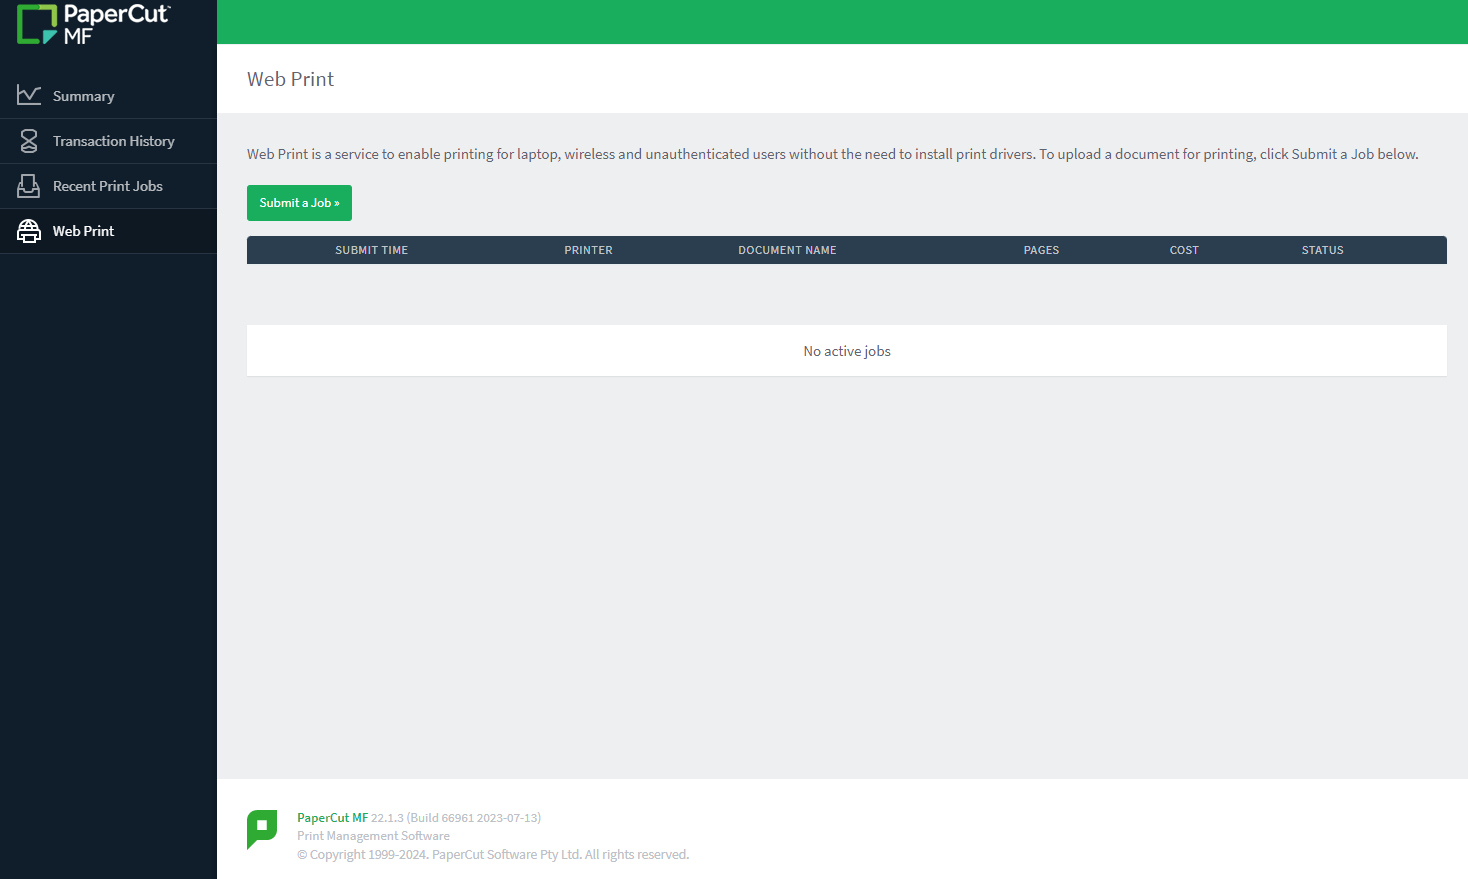 PaperCut™
MF
Summary
Transaction History
Recent Print Jobs
Web Print
Web Print
Web Print is a service to enable printing for laptop, wireless and unauthenticated users without the need to install print drivers. To upload a document for printing, click Submit a Job below.
Submit a Job »
SUBMIT TIME PRINTER DOCUMENT NAME PAGES COST STATUS
No active jobs
PaperCut MF 22.1.3 (Build 66961 2023-07-13)
Print Management Software
© Copyright 1999-2024. PaperCut Software Pty Ltd. All rights reserved.